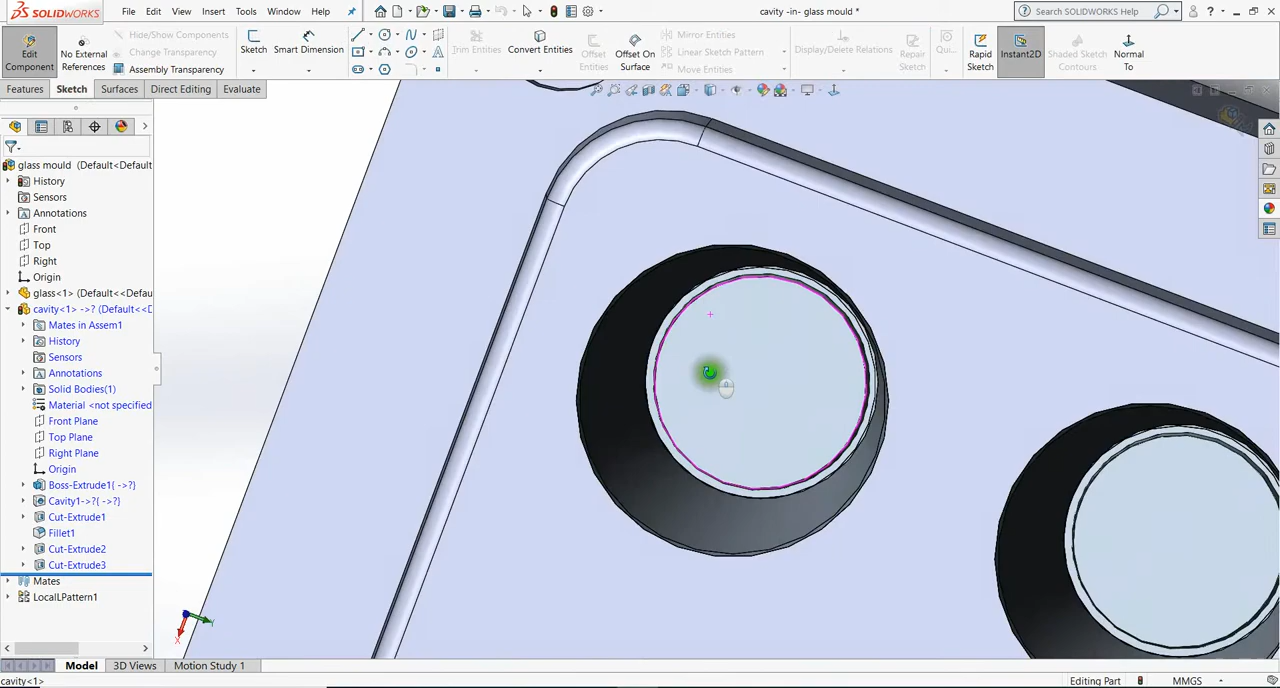 SOLIDWORKS File Edit View Insert Tools Window Help cavity -in- glass mould * Search SOLIDWORKS Help
Edit Component
No External References
Hide/Show Components
Change Transparency
Assembly Transparency
Sketch
Smart Dimension
Trim Entities
Convert Entities
Offset Entities
Offset On Surface
Mirror Entities
Linear Sketch Pattern
Move Entities
Display/Delete Relations
Repair Sketch
Qu...
Rapid Sketch
Instant2D
Shaded Sketch Contours
Normal To
Features Sketch Surfaces Direct Editing Evaluate
glass mould (Default<Default
History
Sensors
Annotations
Front
Top
Right
Origin
glass<1> (Default<<Defau
cavity<1> ->? (Default<<D
Mates in Assem1
History
Sensors
Annotations
Solid Bodies(1)
Material <not specified
Front Plane
Top Plane
Right Plane
Origin
Boss-Extrude1{ ->?}
Cavity1->?{ ->?}
Cut-Extrude1
Fillet1
Cut-Extrude2
Cut-Extrude3
Mates
LocalLPattern1
X
Y
Model 3D Views Motion Study 1
cavity<1> Editing Part MMGS